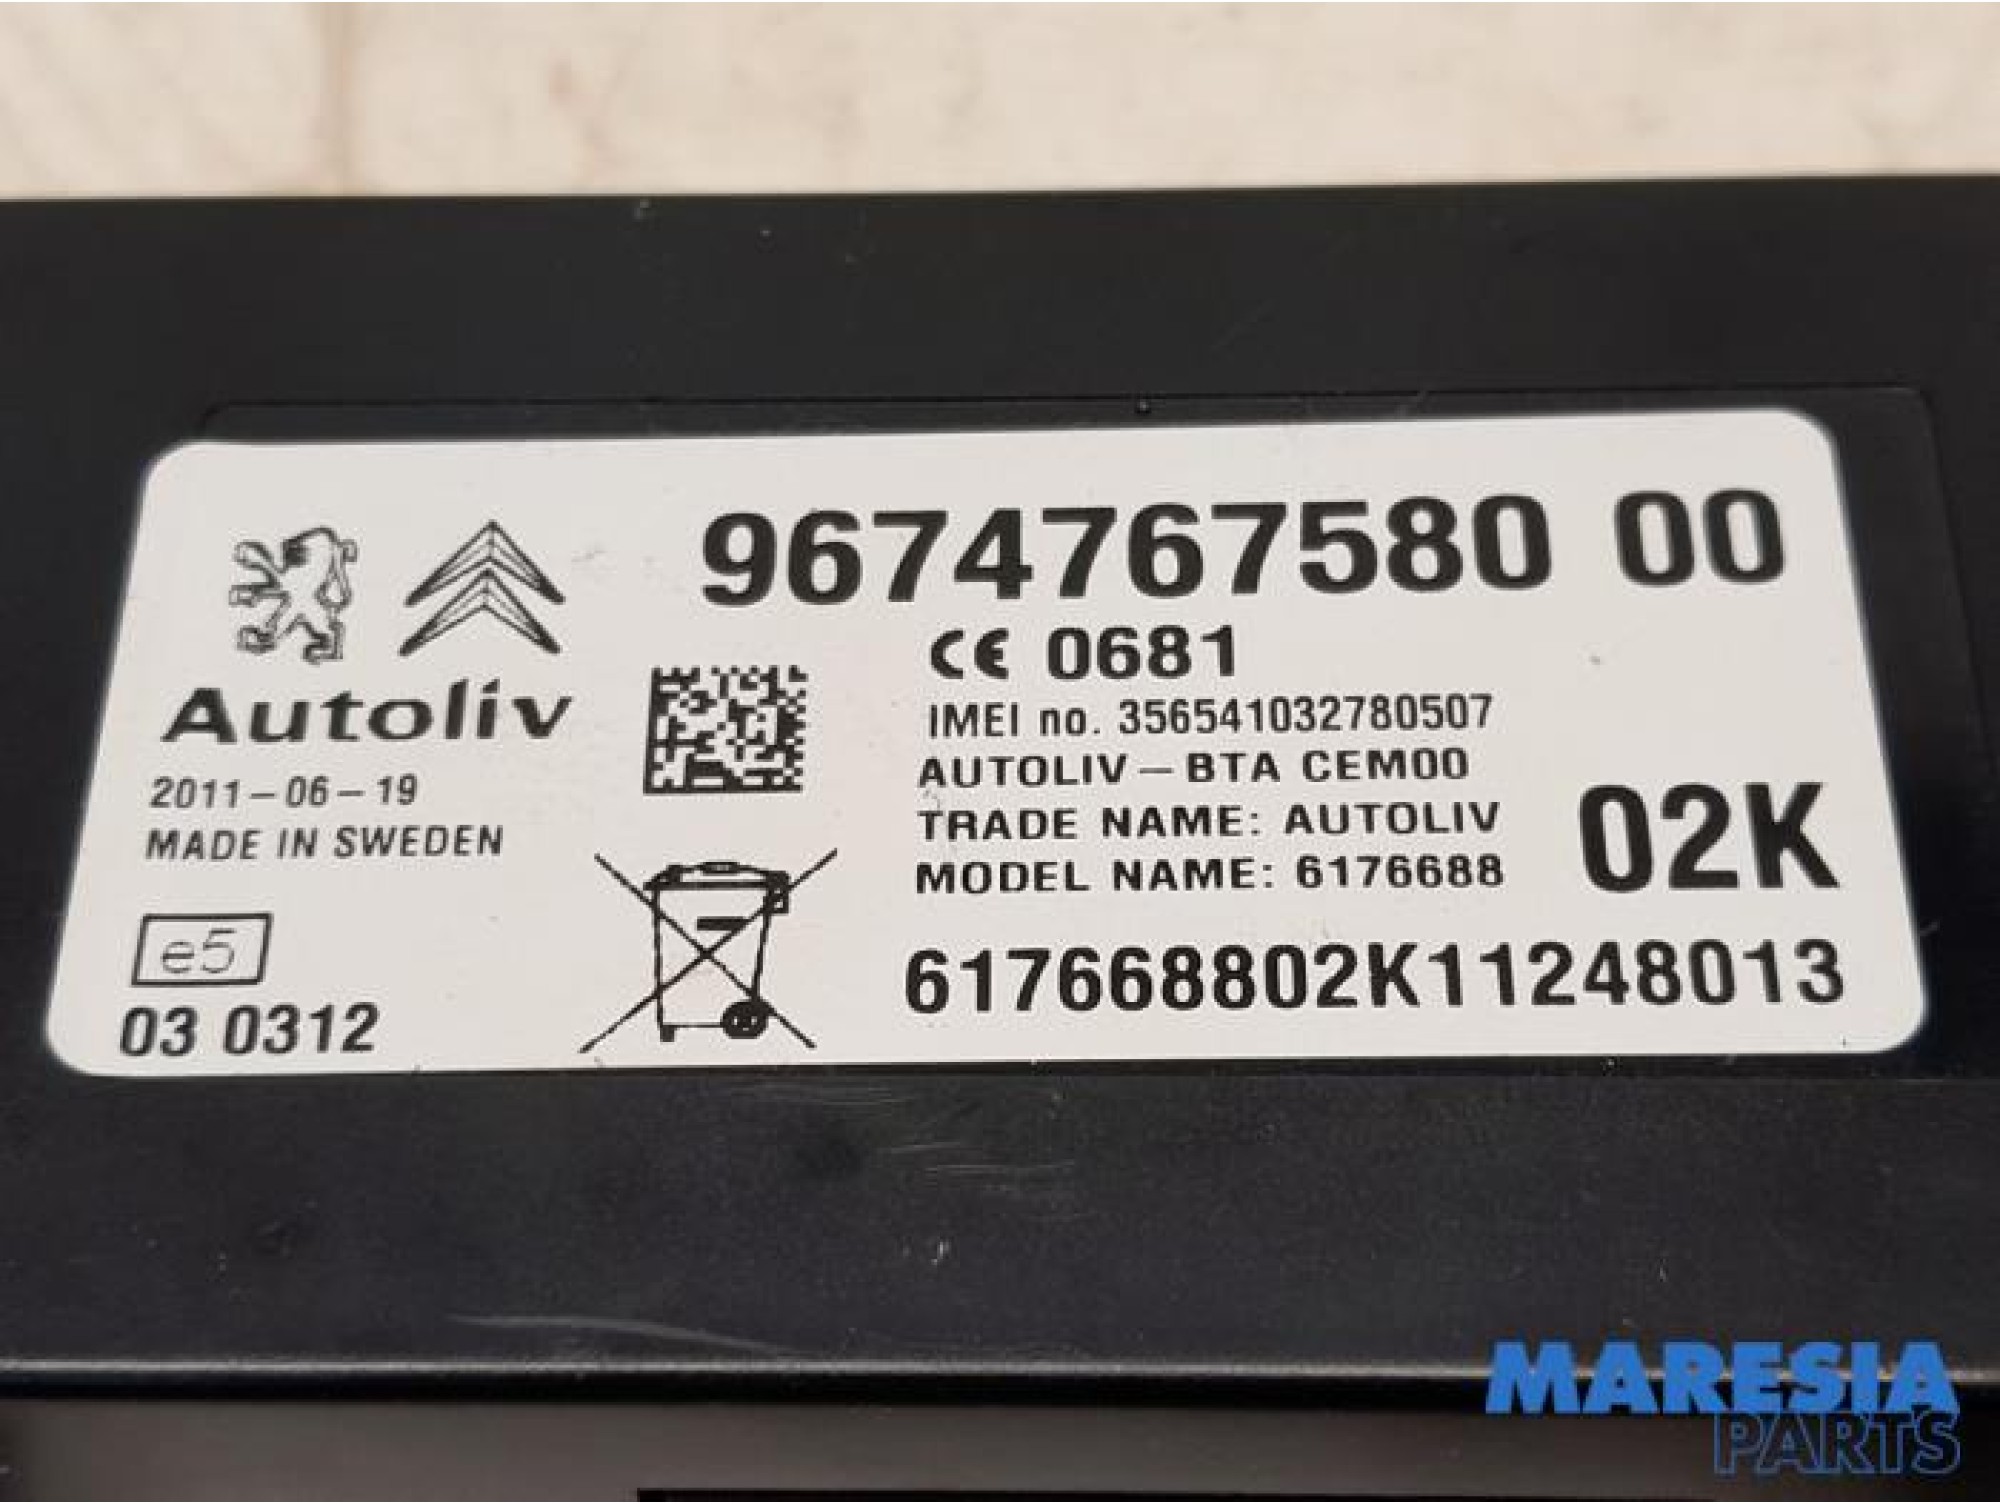 9674767580 00
CE 0681
IMEI no. 356541032780507
AUTOLIV-BTA CEM00
TRADE NAME: AUTOLIV
MODEL NAME: 6176688
02K
617668802K11248013
Autoliv
2011-06-19
MADE IN SWEDEN
e5
03 0312
MARESIA
PARTS